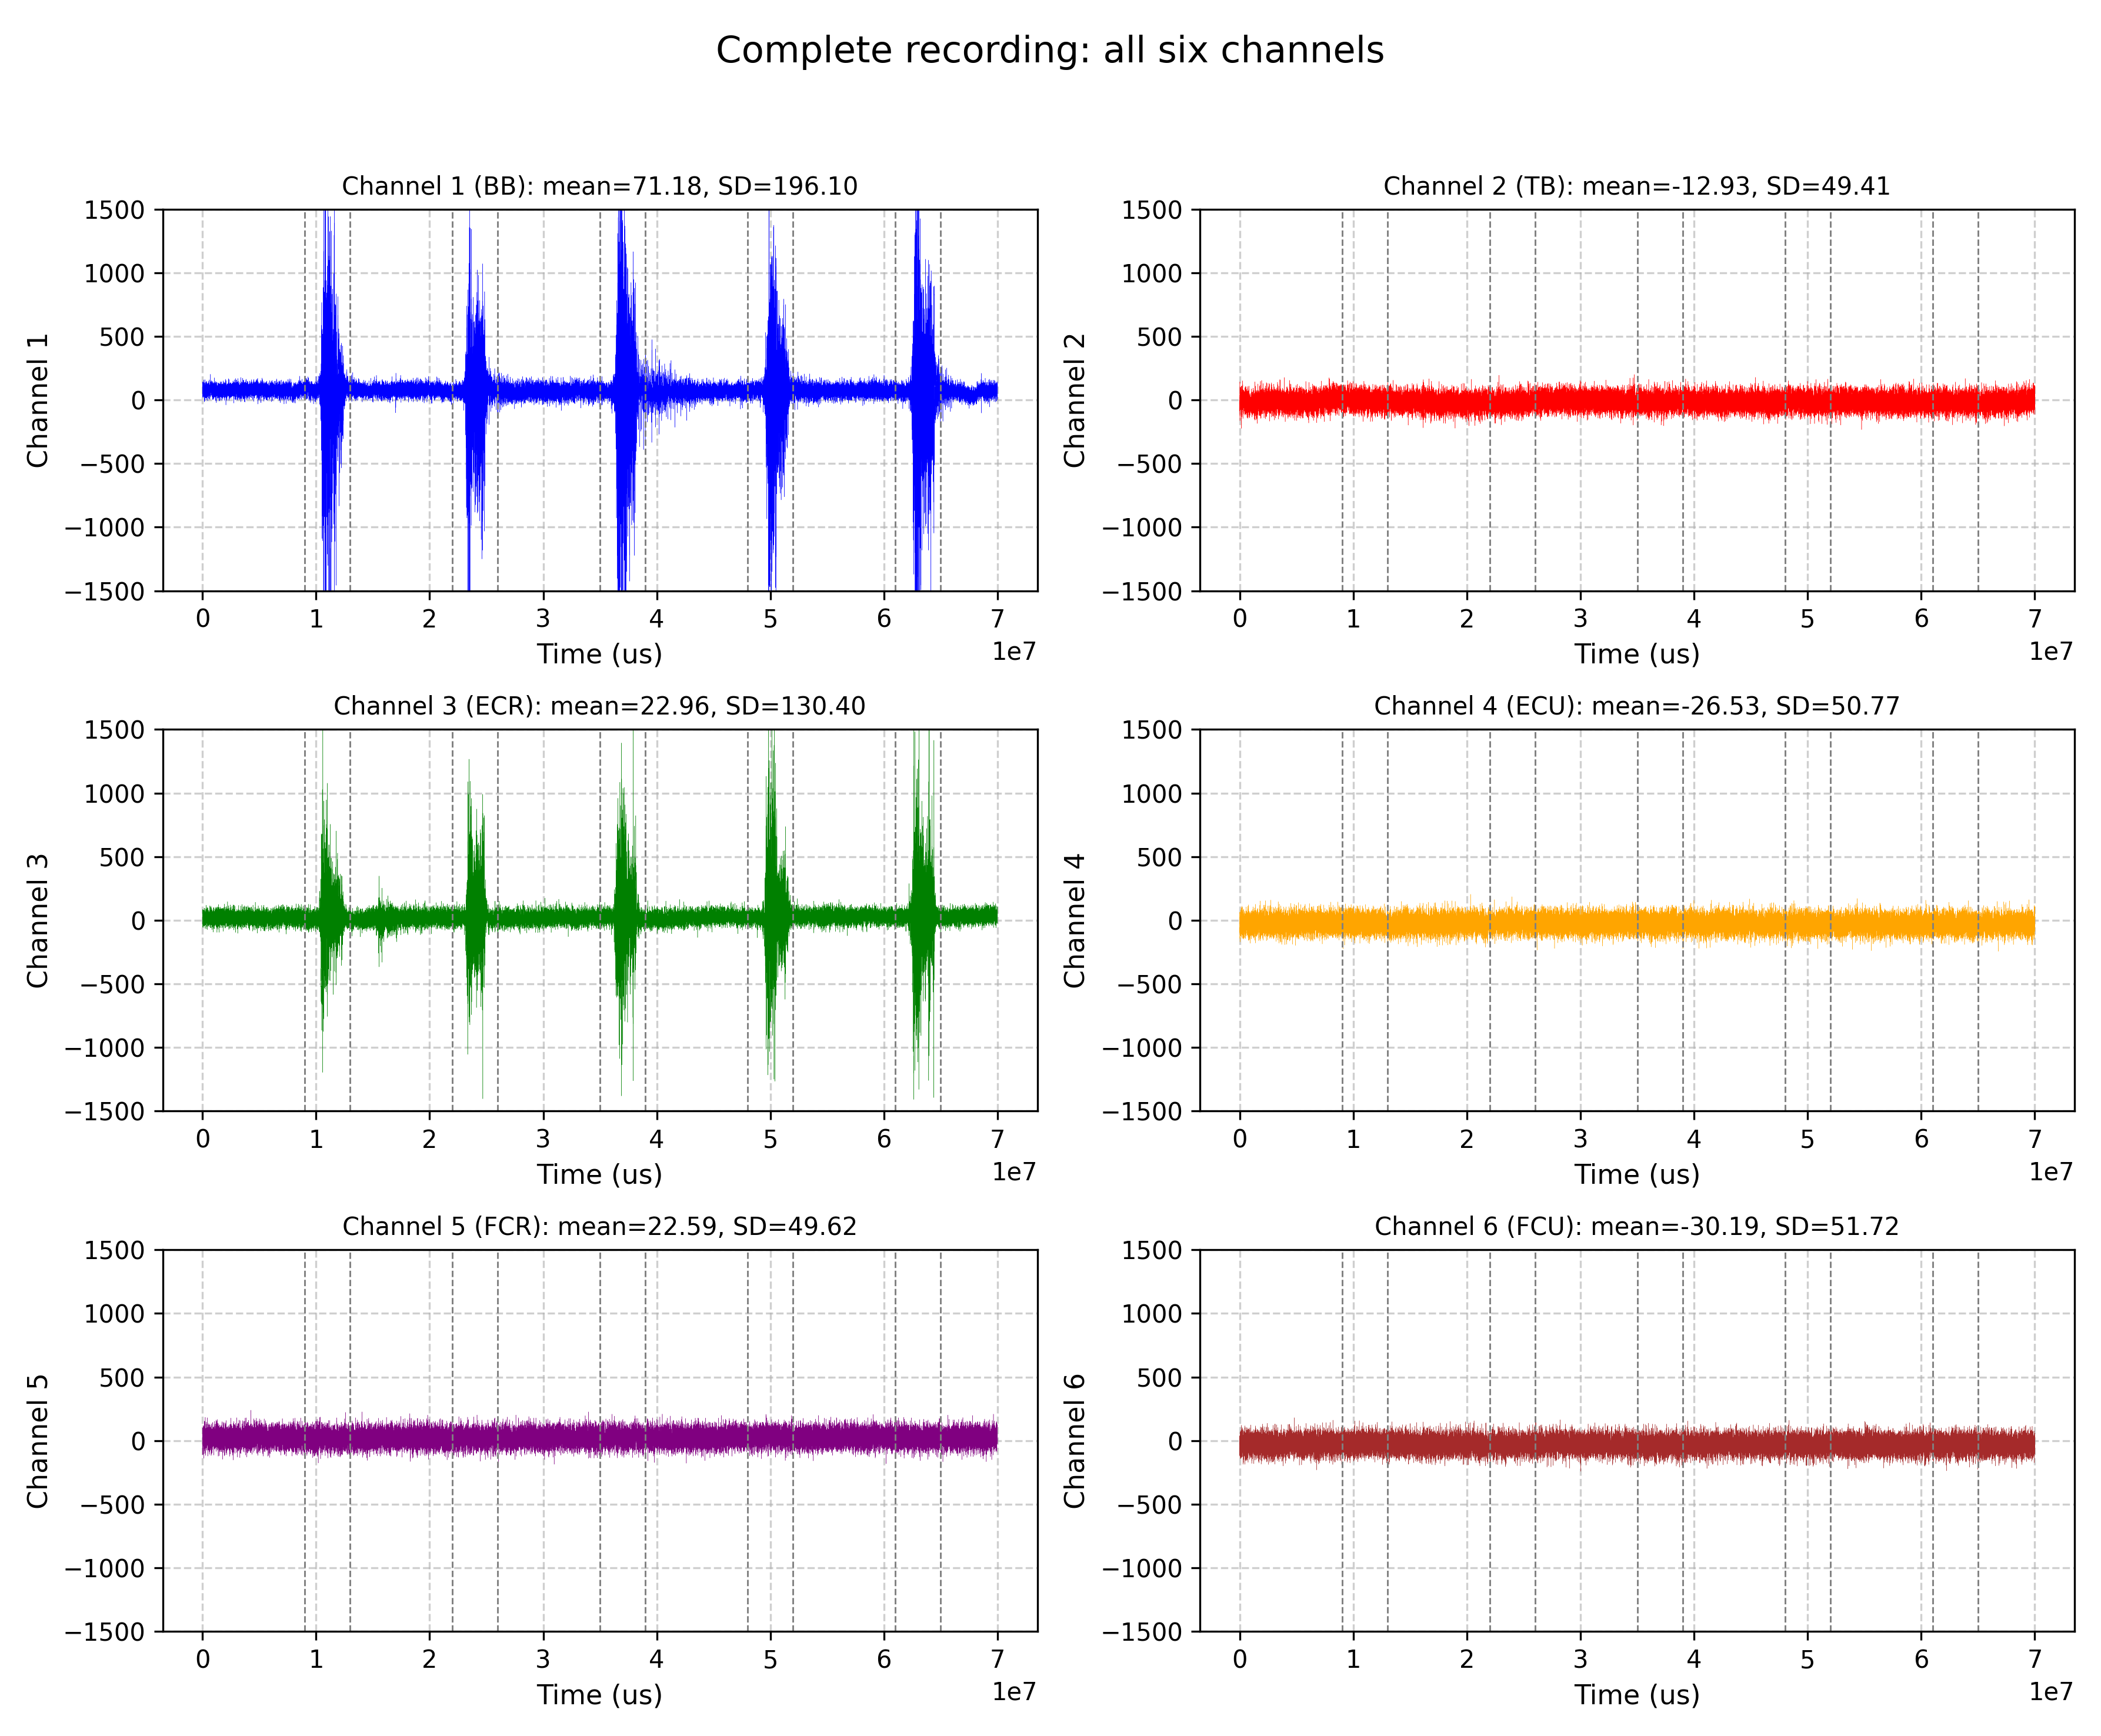 Complete recording: all six channels
Channel 1 (BB): mean=71.18, SD=196.10
Channel 1
1500
1000
500
0
−500
−1000
−1500
0 1 2 3 4 5 6 7
Time (us)
1e7
Channel 2 (TB): mean=-12.93, SD=49.41
Channel 2
1500
1000
500
0
−500
−1000
−1500
0 1 2 3 4 5 6 7
Time (us)
1e7
Channel 3 (ECR): mean=22.96, SD=130.40
Channel 3
1500
1000
500
0
−500
−1000
−1500
0 1 2 3 4 5 6 7
Time (us)
1e7
Channel 4 (ECU): mean=-26.53, SD=50.77
Channel 4
1500
1000
500
0
−500
−1000
−1500
0 1 2 3 4 5 6 7
Time (us)
1e7
Channel 5 (FCR): mean=22.59, SD=49.62
Channel 5
1500
1000
500
0
−500
−1000
−1500
0 1 2 3 4 5 6 7
Time (us)
1e7
Channel 6 (FCU): mean=-30.19, SD=51.72
Channel 6
1500
1000
500
0
−500
−1000
−1500
0 1 2 3 4 5 6 7
Time (us)
1e7